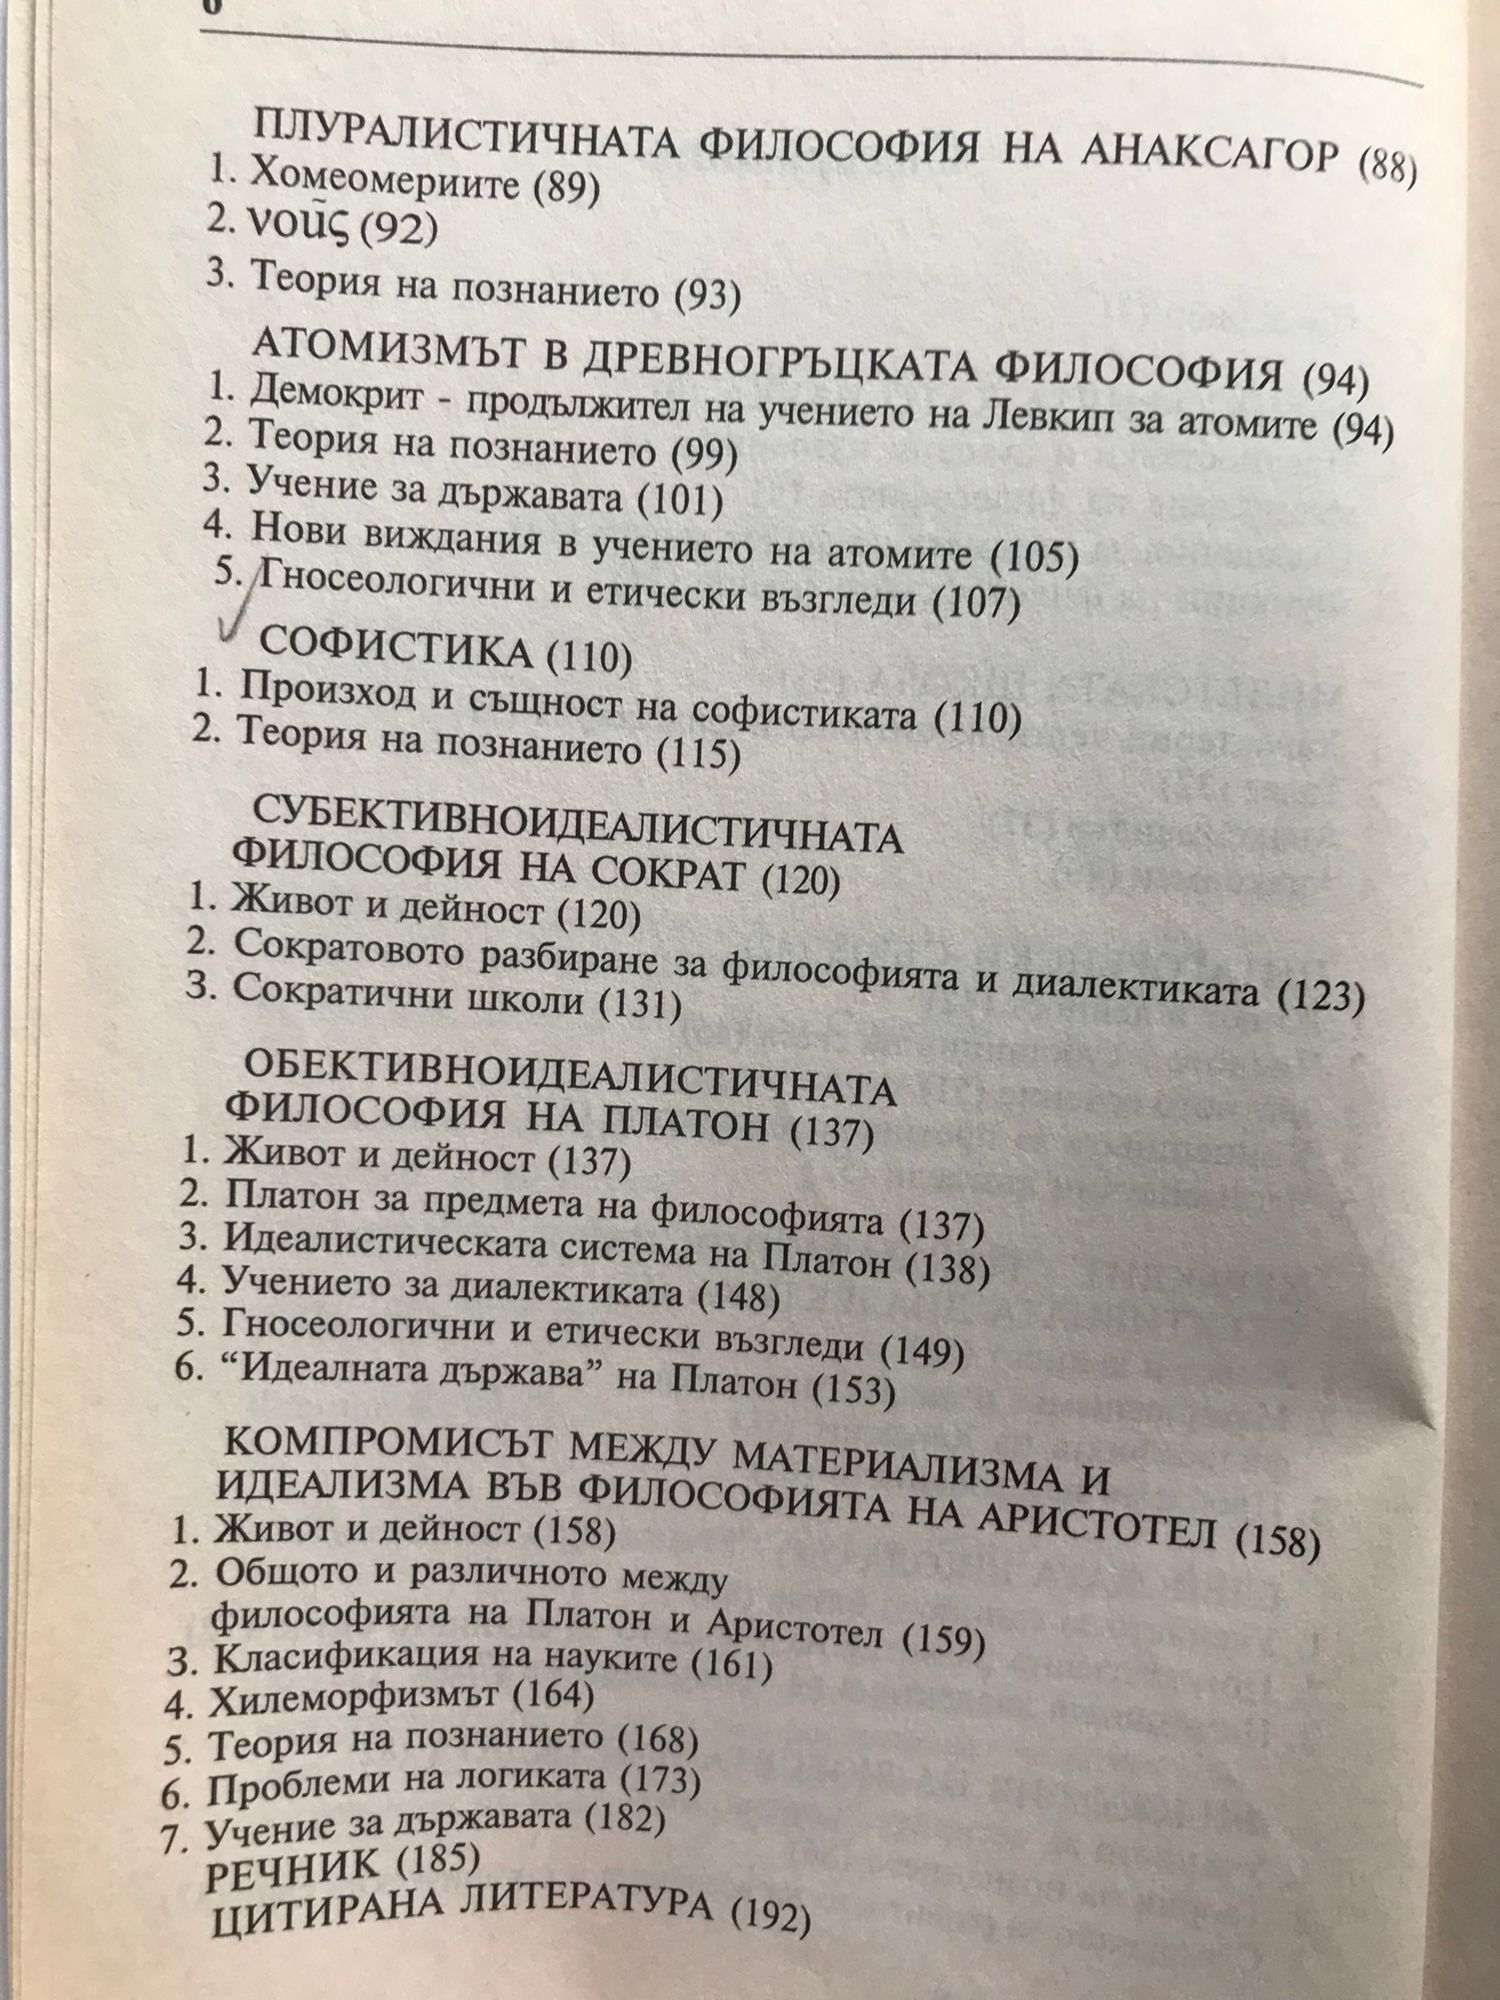 6
ПЛУРАЛИСТИЧНАТА ФИЛОСОФИЯ НА АНАКСАГОР (88)
1. Хомеомериите (89)
2. νοῦς (92)
3. Теория на познанието (93)
АТОМИЗМЪТ В ДРЕВНОГРЪЦКАТА ФИЛОСОФИЯ (94)
1. Демокрит - продължител на учението на Левкип за атомите (94)
2. Теория на познанието (99)
3. Учение за държавата (101)
4. Нови виждания в учението на атомите (105)
5. Гносеологични и етически възгледи (107)
СОФИСТИКА (110)
1. Произход и същност на софистиката (110)
2. Теория на познанието (115)
СУБЕКТИВНОИДЕАЛИСТИЧНАТА
ФИЛОСОФИЯ НА СОКРАТ (120)
1. Живот и дейност (120)
2. Сократовото разбиране за философията и диалектиката (123)
3. Сократични школи (131)
ОБЕКТИВНОИДЕАЛИСТИЧНАТА
ФИЛОСОФИЯ НА ПЛАТОН (137)
1. Живот и дейност (137)
2. Платон за предмета на философията (137)
3. Идеалистическата система на Платон (138)
4. Учението за диалектиката (148)
5. Гносеологични и етически възгледи (149)
6. “Идеалната държава” на Платон (153)
КОМПРОМИСЪТ МЕЖДУ МАТЕРИАЛИЗМА И
ИДЕАЛИЗМА ВЪВ ФИЛОСОФИЯТА НА АРИСТОТЕЛ (158)
1. Живот и дейност (158)
2. Общото и различното между
философията на Платон и Аристотел (159)
3. Класификация на науките (161)
4. Хилеморфизмът (164)
5. Теория на познанието (168)
6. Проблеми на логиката (173)
7. Учение за държавата (182)
РЕЧНИК (185)
ЦИТИРАНА ЛИТЕРАТУРА (192)